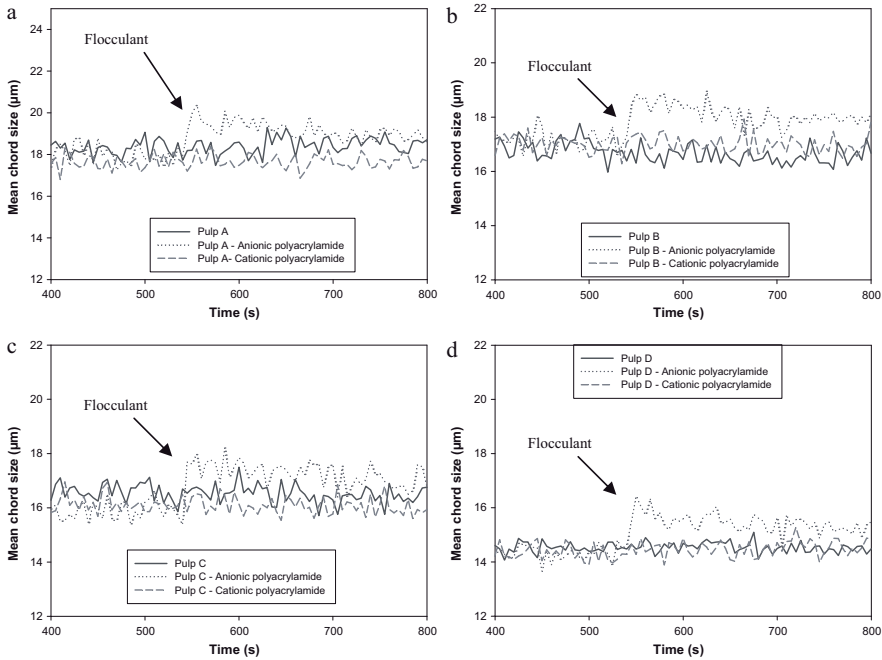 a
Mean chord size (µm)
24
22
20
18
16
14
12
Flocculant
Pulp A
Pulp A - Anionic polyacrylamide
Pulp A- Cationic polyacrylamide
400 500 600 700 800
Time (s)
b
Mean chord size (µm)
22
20
18
16
14
12
Flocculant
Pulp B
Pulp B - Anionic polyacrylamide
Pulp B - Cationic polyacrylamide
400 500 600 700 800
Time (s)
c
Mean chord size (µm)
22
20
18
16
14
12
Flocculant
Pulp C
Pulp C - Anionic polyacrylamide
Pulp C - Cationic polyacrylamide
400 500 600 700 800
Time (s)
d
Mean chord size (µm)
22
20
18
16
14
12
Pulp D
Pulp D - Anionic polyacrylamide
Pulp D - Cationic polyacrylamide
Flocculant
400 500 600 700 800
Time (s)